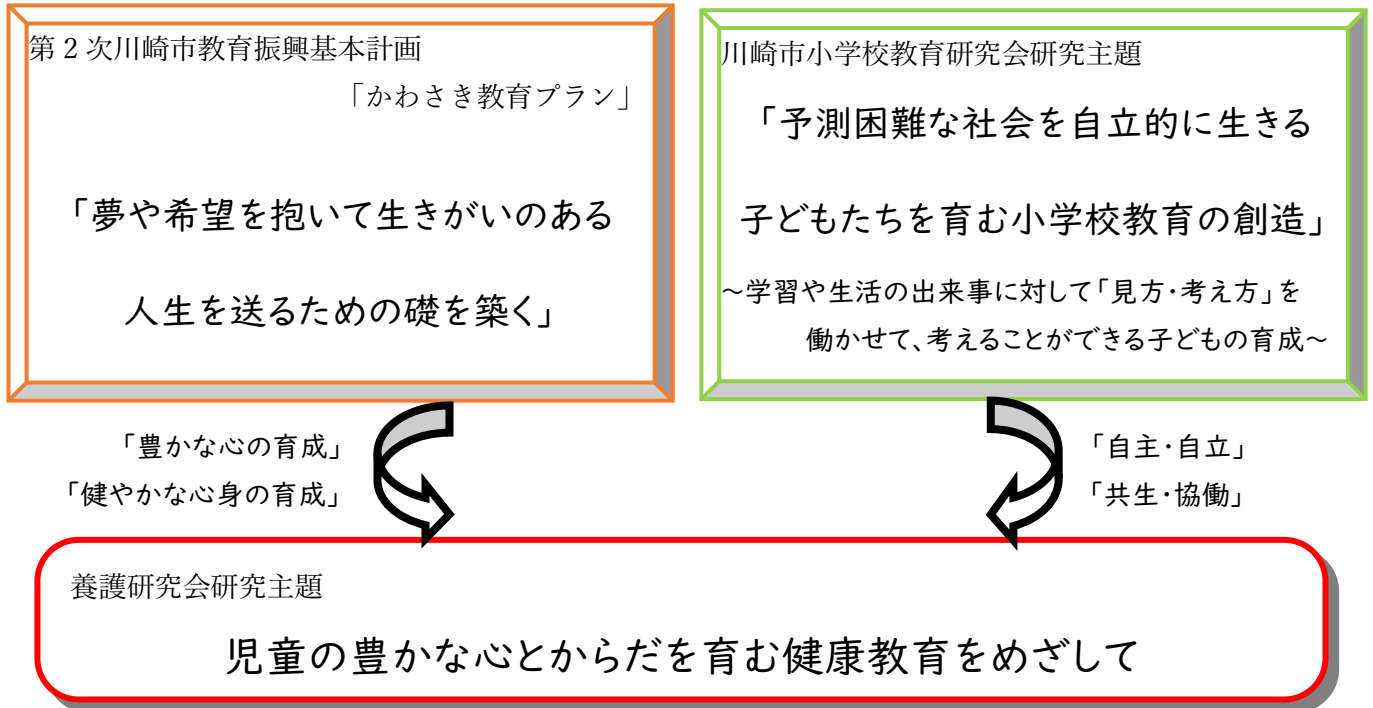 第2次川崎市教育振興基本計画
「かわさき教育プラン」
「夢や希望を抱いて生きがいのある
人生を送るための礎を築く」
川崎市小学校教育研究会研究主題
「予測困難な社会を自立的に生きる
子どもたちを育む小学校教育の創造」
~学習や生活の出来事に対して「見方・考え方」を
働かせて、考えることができる子どもの育成~
「豊かな心の育成」
「健やかな心身の育成」
「自主・自立」
「共生・協働」
養護研究会研究主題
児童の豊かな心とからだを育む健康教育をめざして